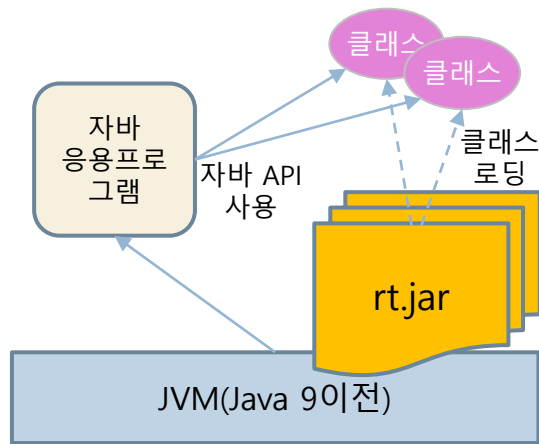 클래스
클래스
자바
응용프로
그램
자바 API
사용
클래스
로딩
rt.jar
JVM(Java 9이전)